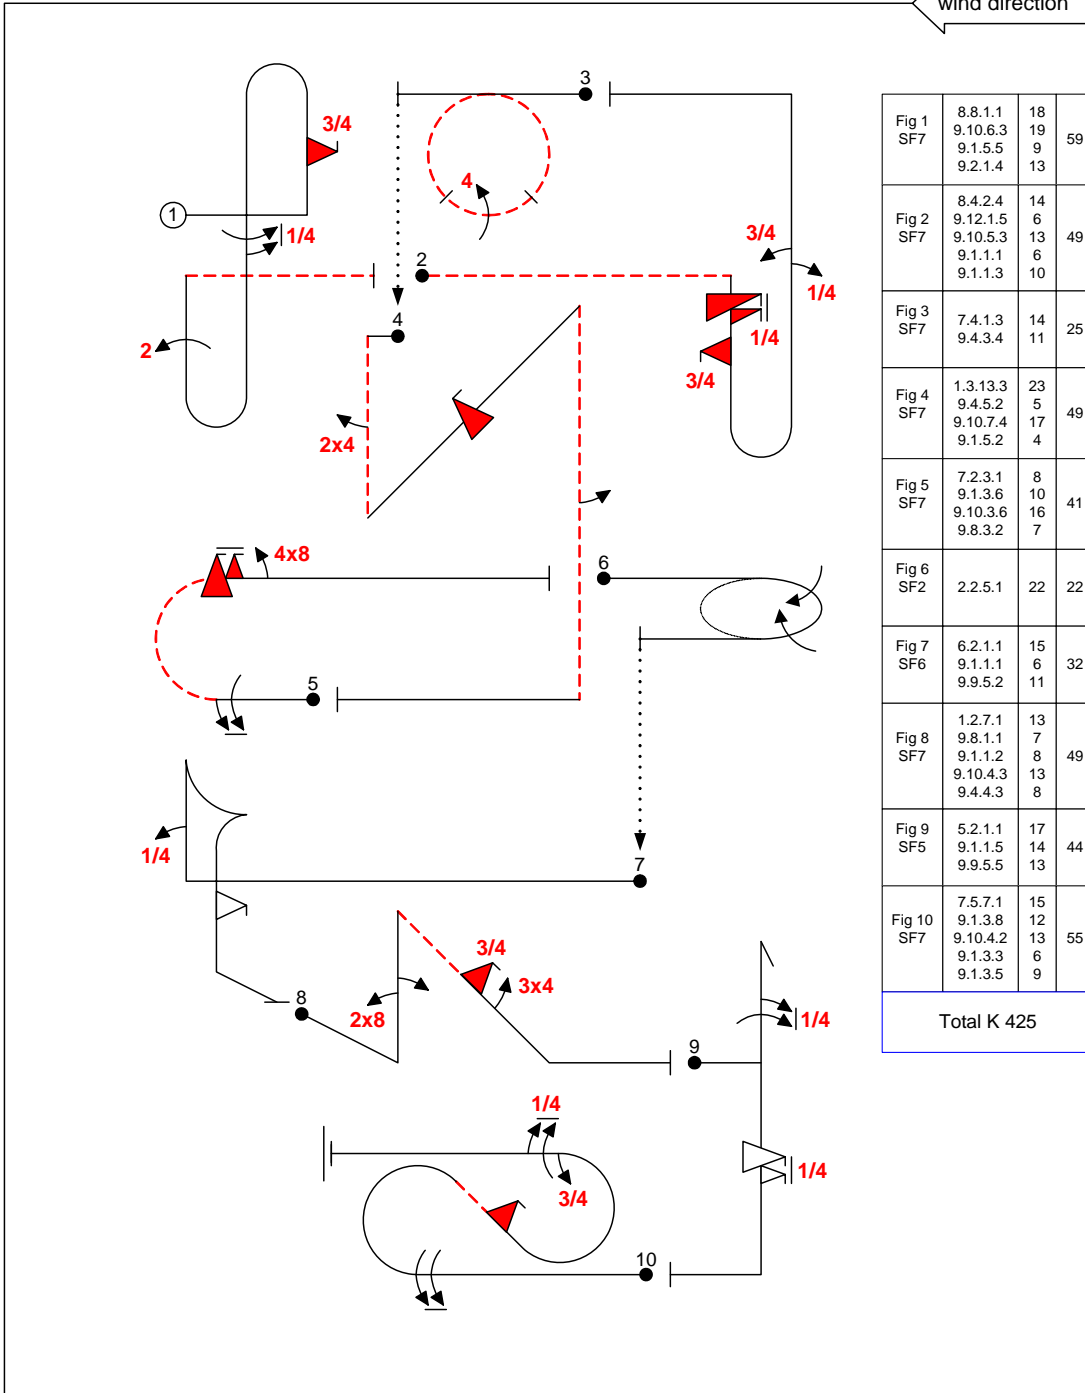 wind direction
3
3/4
4
1
1/4
3/4
1/4
2
4
2
1/4
3/4
2x4
4x8
6
5
1/4
7
3/4
3x4
8
2x8
1/4
9
1/4
1/4
3/4
10
Fig 1
SF7
8.8.1.1 18
9.10.6.3 19
9.1.5.5 9
9.2.1.4 13
59
Fig 2
SF7
8.4.2.4 14
9.12.1.5 6
9.10.5.3 13
9.1.1.1 6
9.1.1.3 10
49
Fig 3
SF7
7.4.1.3 14
9.4.3.4 11
25
Fig 4
SF7
1.3.13.3 23
9.4.5.2 5
9.10.7.4 17
9.1.5.2 4
49
Fig 5
SF7
7.2.3.1 8
9.1.3.6 10
9.10.3.6 16
9.8.3.2 7
41
Fig 6
SF2
2.2.5.1 22
22
Fig 7
SF6
6.2.1.1 15
9.1.1.1 6
9.9.5.2 11
32
Fig 8
SF7
1.2.7.1 13
9.8.1.1 7
9.1.1.2 8
9.10.4.3 13
9.4.4.3 8
49
Fig 9
SF5
5.2.1.1 17
9.1.1.5 14
9.9.5.5 13
44
Fig 10
SF7
7.5.7.1 15
9.1.3.8 12
9.10.4.2 13
9.1.3.3 6
9.1.3.5 9
55
Total K 425